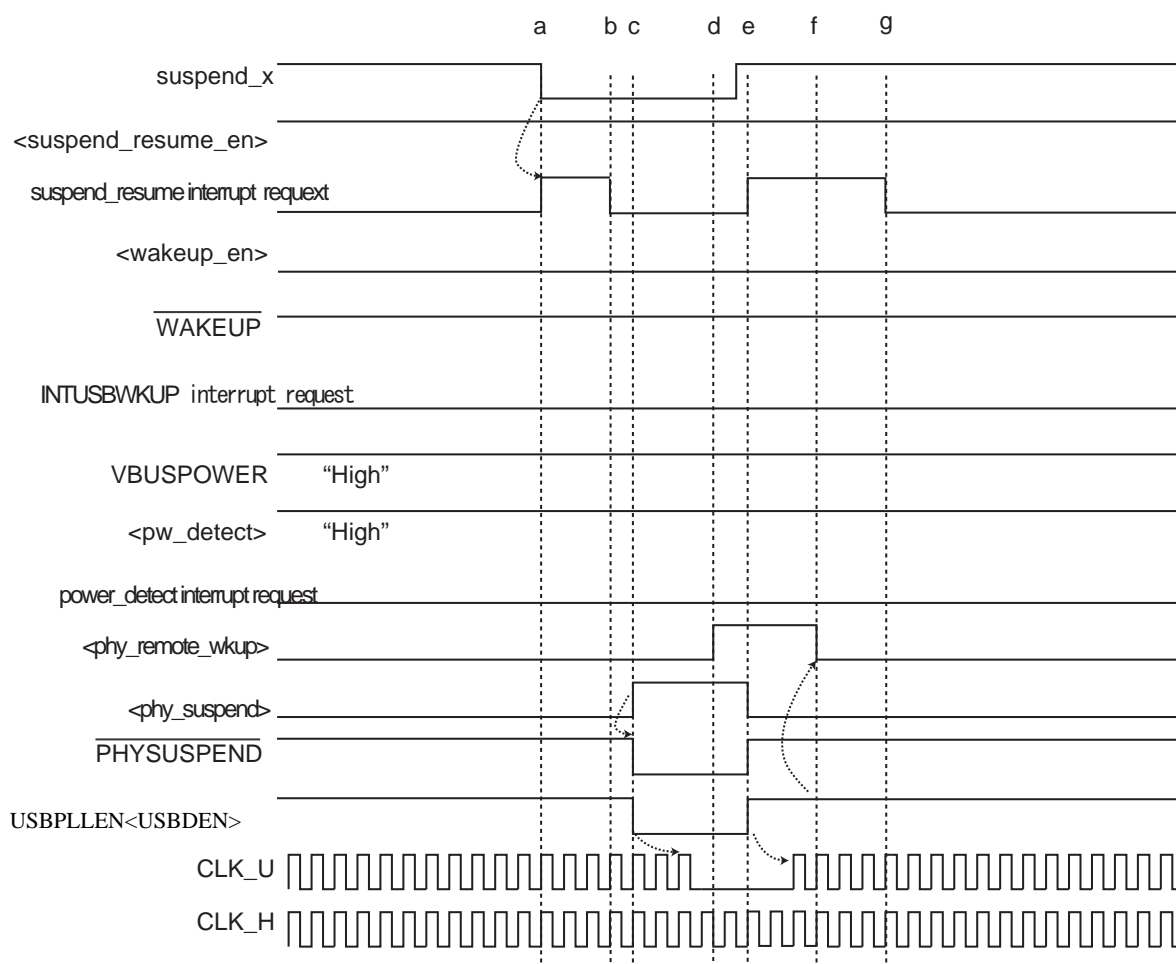 a b c d e f g
suspend_x
<suspend_resume_en>
suspend_resume interrupt requext
<wakeup_en>
WAKEUP
INTUSBWKUP interrupt request
VBUSPOWER “High”
<pw_detect> “High”
power_detect interrupt request
<phy_remote_wkup>
<phy_suspend>
PHYSUSPEND
USBPLLEN<USBDEN>
CLK_U
CLK_H